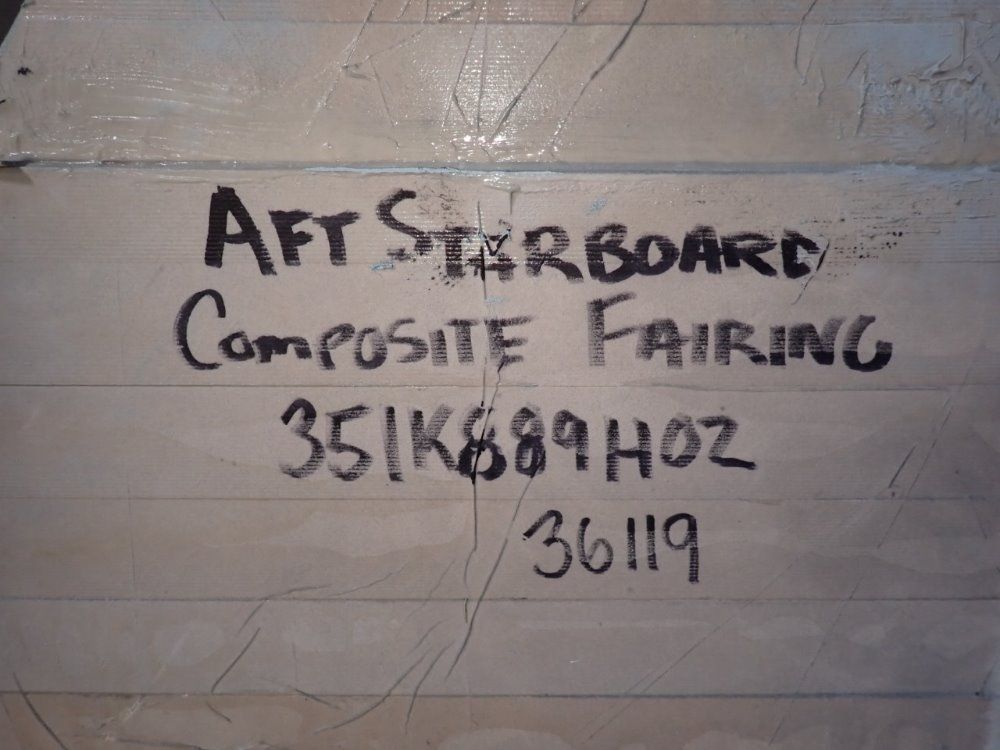 AFT STARBOARD
COMPOSITE FAIRING
351K889H02
36119